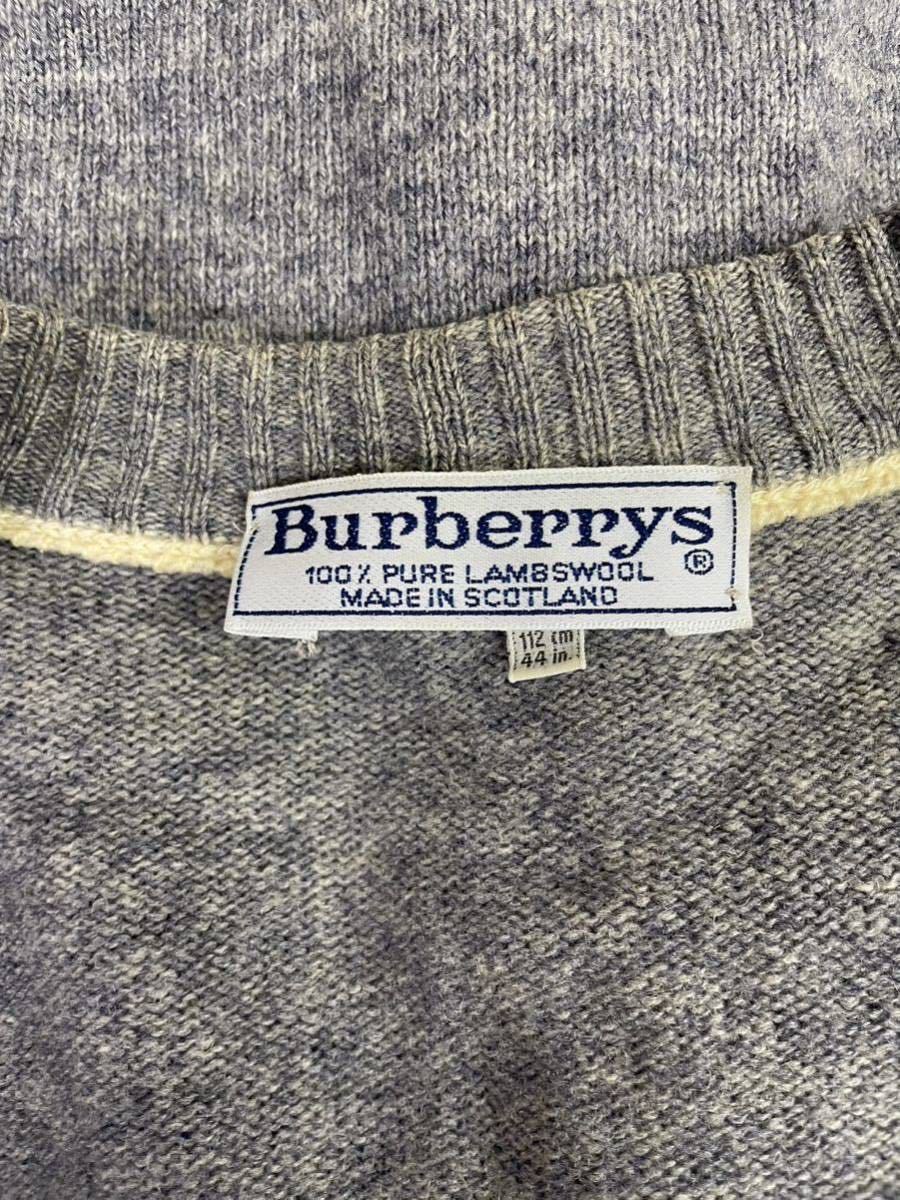 Burberrys
®
100% PURE LAMBSWOOL
MADE IN SCOTLAND
112 cm
44 in.